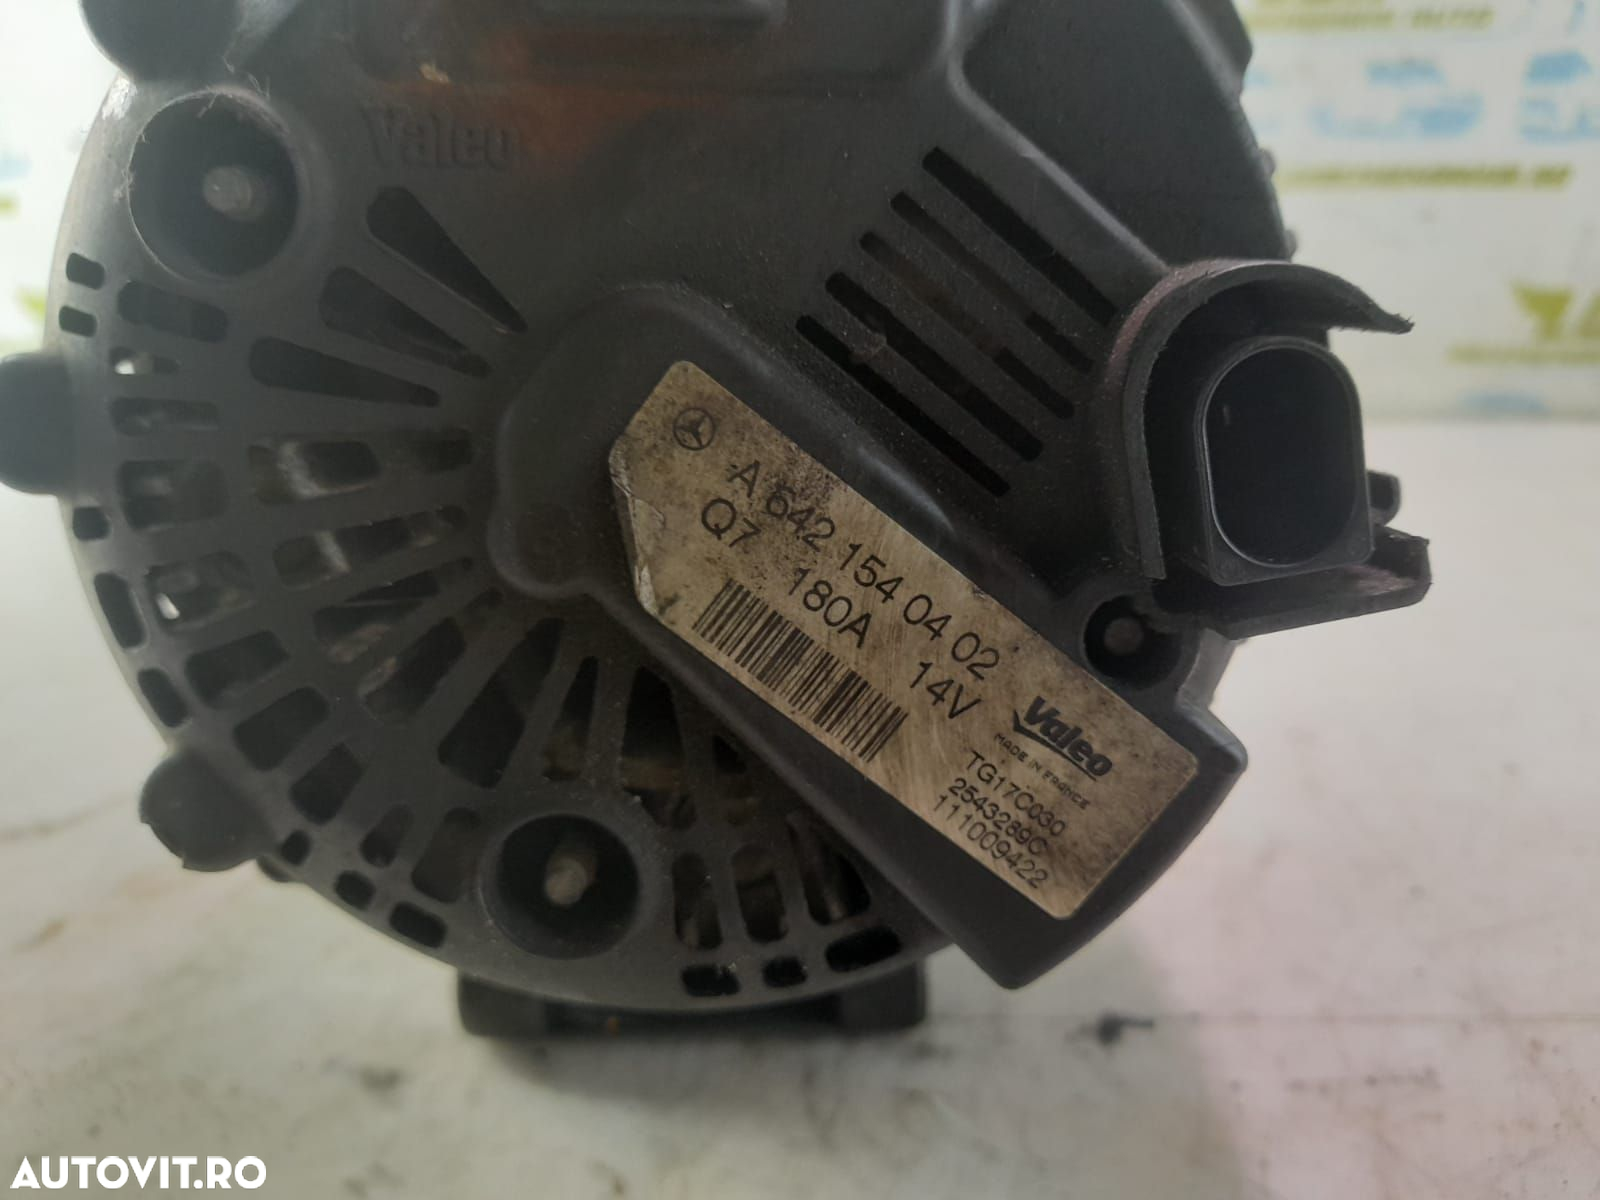 Valeo
A 642 154 04 02
Q7 180A 14V
Valeo
MADE IN FRANCE
TG17C030
2543289C
111009422
AUTOVIT.RO